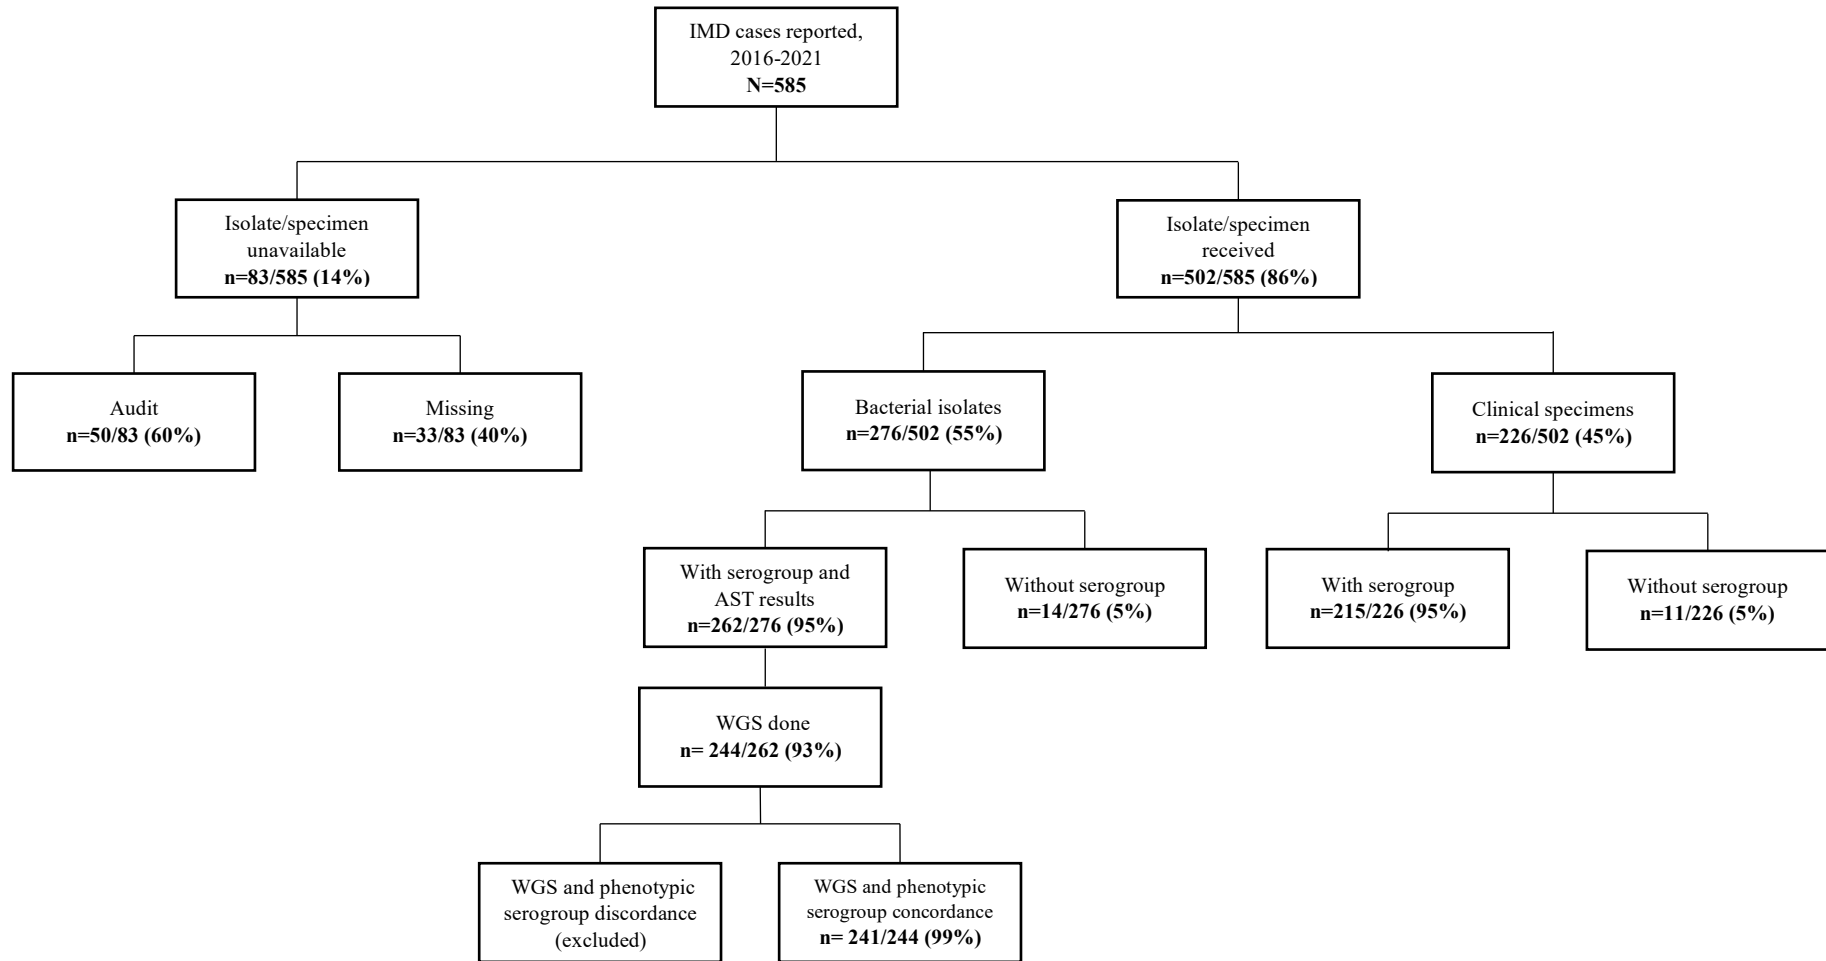 IMD cases reported,
2016-2021
N=585
Isolate/specimen
unavailable
n=83/585 (14%)
Isolate/specimen
received
n=502/585 (86%)
Audit
n=50/83 (60%)
Missing
n=33/83 (40%)
Bacterial isolates
n=276/502 (55%)
Clinical specimens
n=226/502 (45%)
With serogroup and
AST results
n=262/276 (95%)
Without serogroup
n=14/276 (5%)
With serogroup
n=215/226 (95%)
Without serogroup
n=11/226 (5%)
WGS done
n= 244/262 (93%)
WGS and phenotypic
serogroup discordance
(excluded)
WGS and phenotypic
serogroup concordance
n= 241/244 (99%)